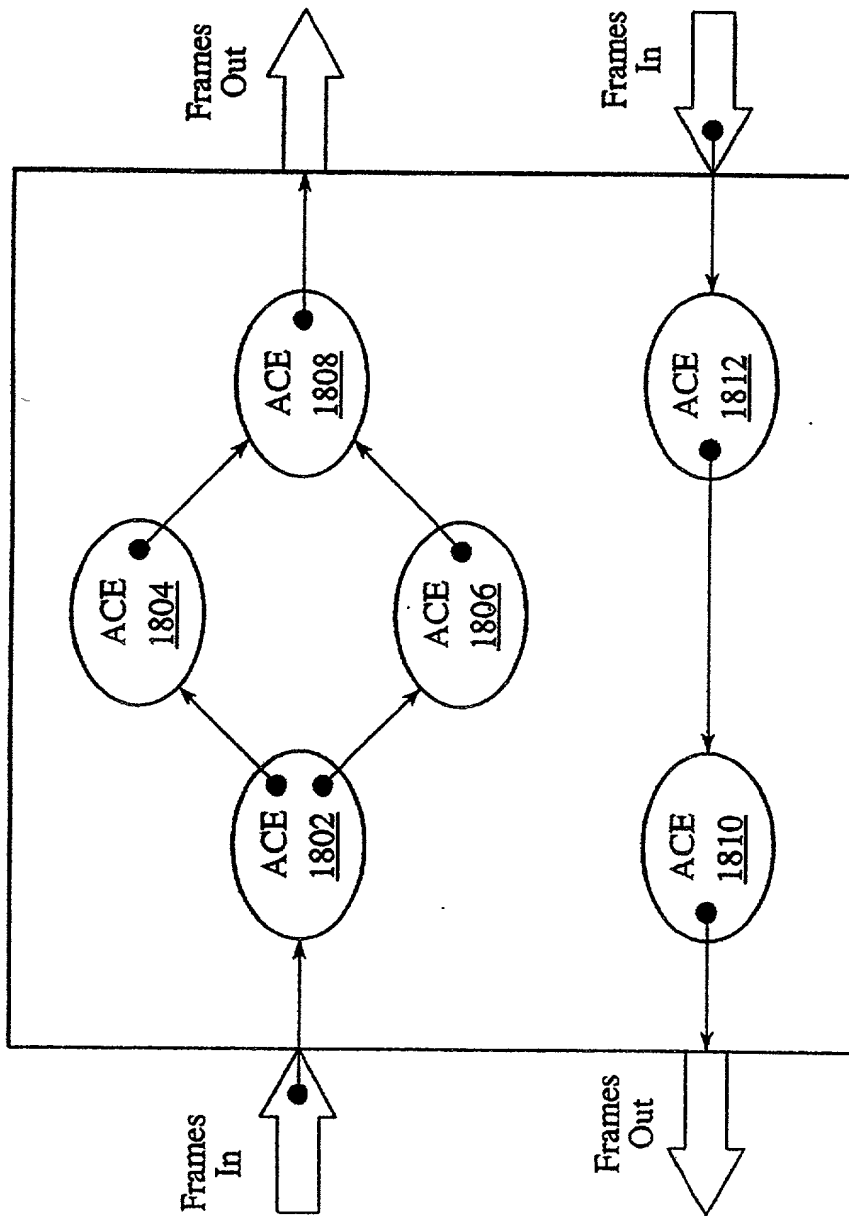 Frames
Out
Frames
In
ACE
1804
ACE
1808
ACE
1806
ACE
1802
ACE
1812
ACE
1810
Frames
In
Frames
Out